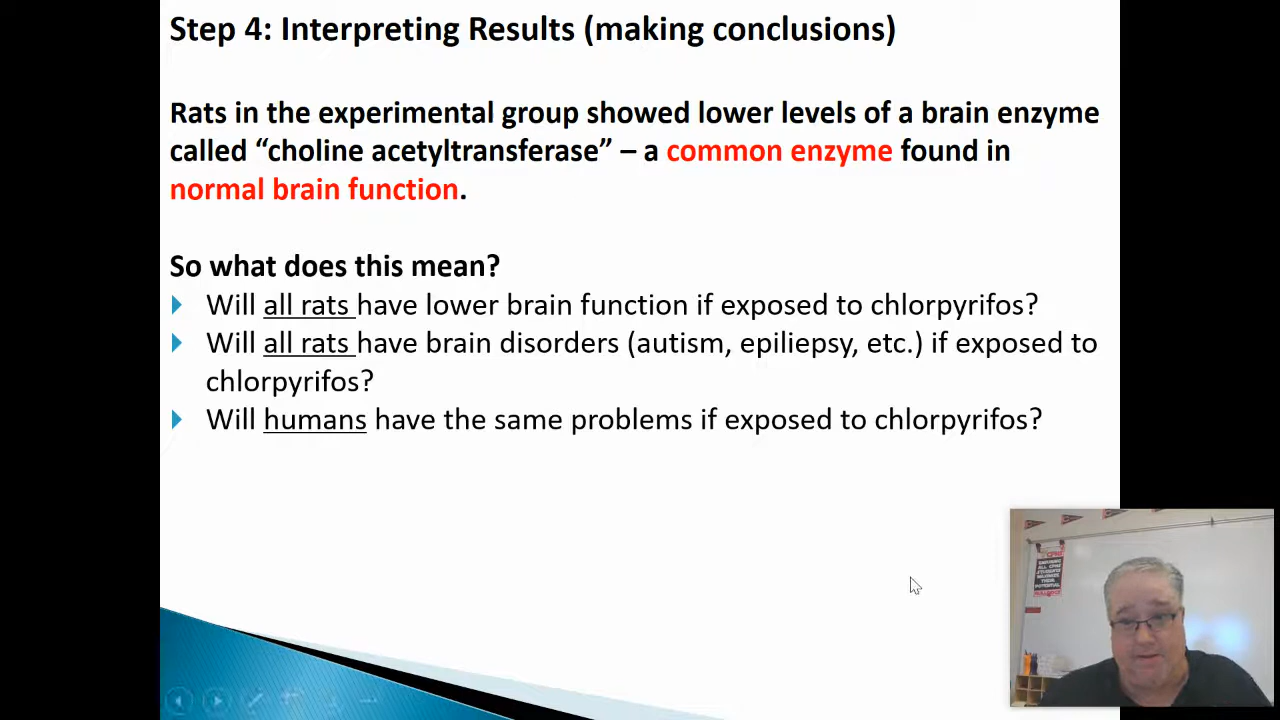 Step 4: Interpreting Results (making conclusions)
Rats in the experimental group showed lower levels of a brain enzyme
called “choline acetyltransferase” – a common enzyme found in
normal brain function.
So what does this mean?
Will all rats have lower brain function if exposed to chlorpyrifos?
Will all rats have brain disorders (autism, epiliepsy, etc.) if exposed to
chlorpyrifos?
Will humans have the same problems if exposed to chlorpyrifos?